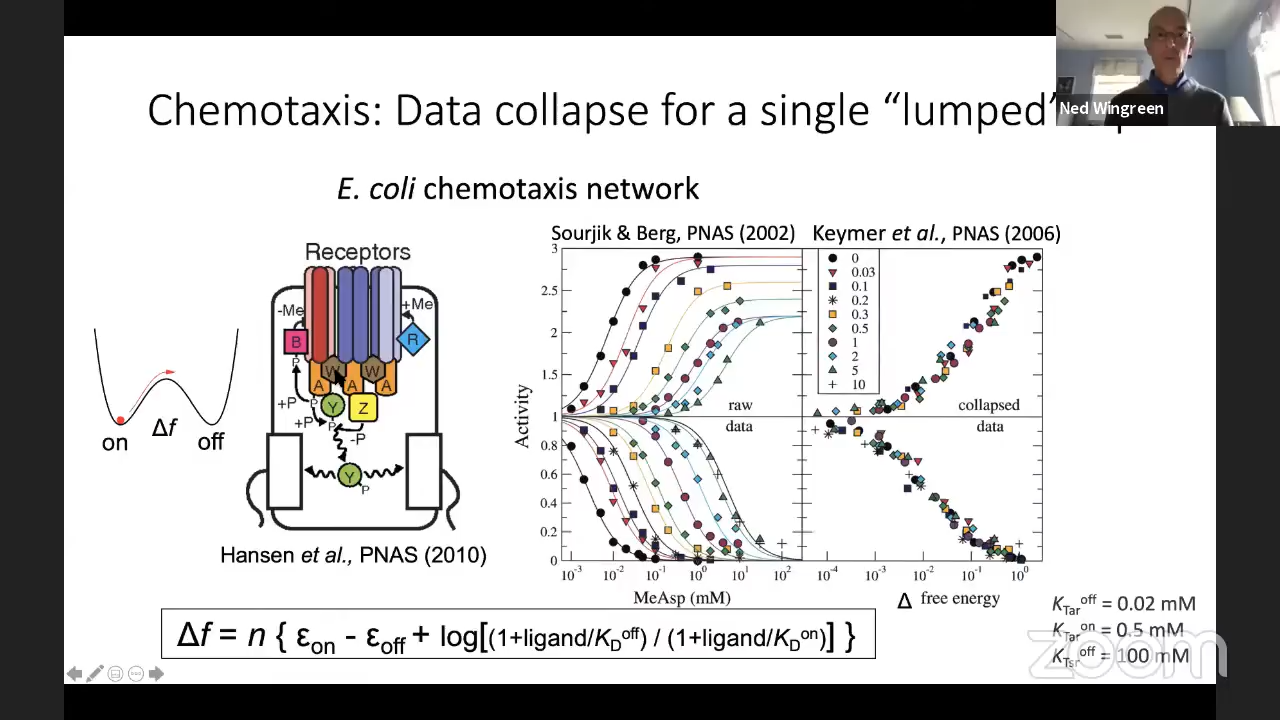 Chemotaxis: Data collapse for a single “lumped”
Ned Wingreen
E. coli chemotaxis network
Sourjik & Berg, PNAS (2002)
Keymer et al., PNAS (2006)
Receptors
-Me
+Me
B
R
W
W
P
A
A
A
+P
P
Y
Z
+P
P
-P
Y
P
on
Δf
off
Hansen et al., PNAS (2010)
3
2.5
2
1.5
1
0.8
0.6
0.4
0.2
0
Activity
raw
data
10⁻³
10⁻²
10⁻¹
10⁰
10¹
10²
MeAsp (mM)
0
0.03
0.1
0.2
0.3
0.5
1
2
5
10
collapsed
data
10⁻⁴
10⁻³
10⁻²
10⁻¹
10⁰
Δ free energy
Δf = n { εon - εoff + log[(1+ligand/KDoff) / (1+ligand/KDon)] }
KTaroff = 0.02 mM
KTaron = 0.5 mM
KTsroff = 100 mM
zoom